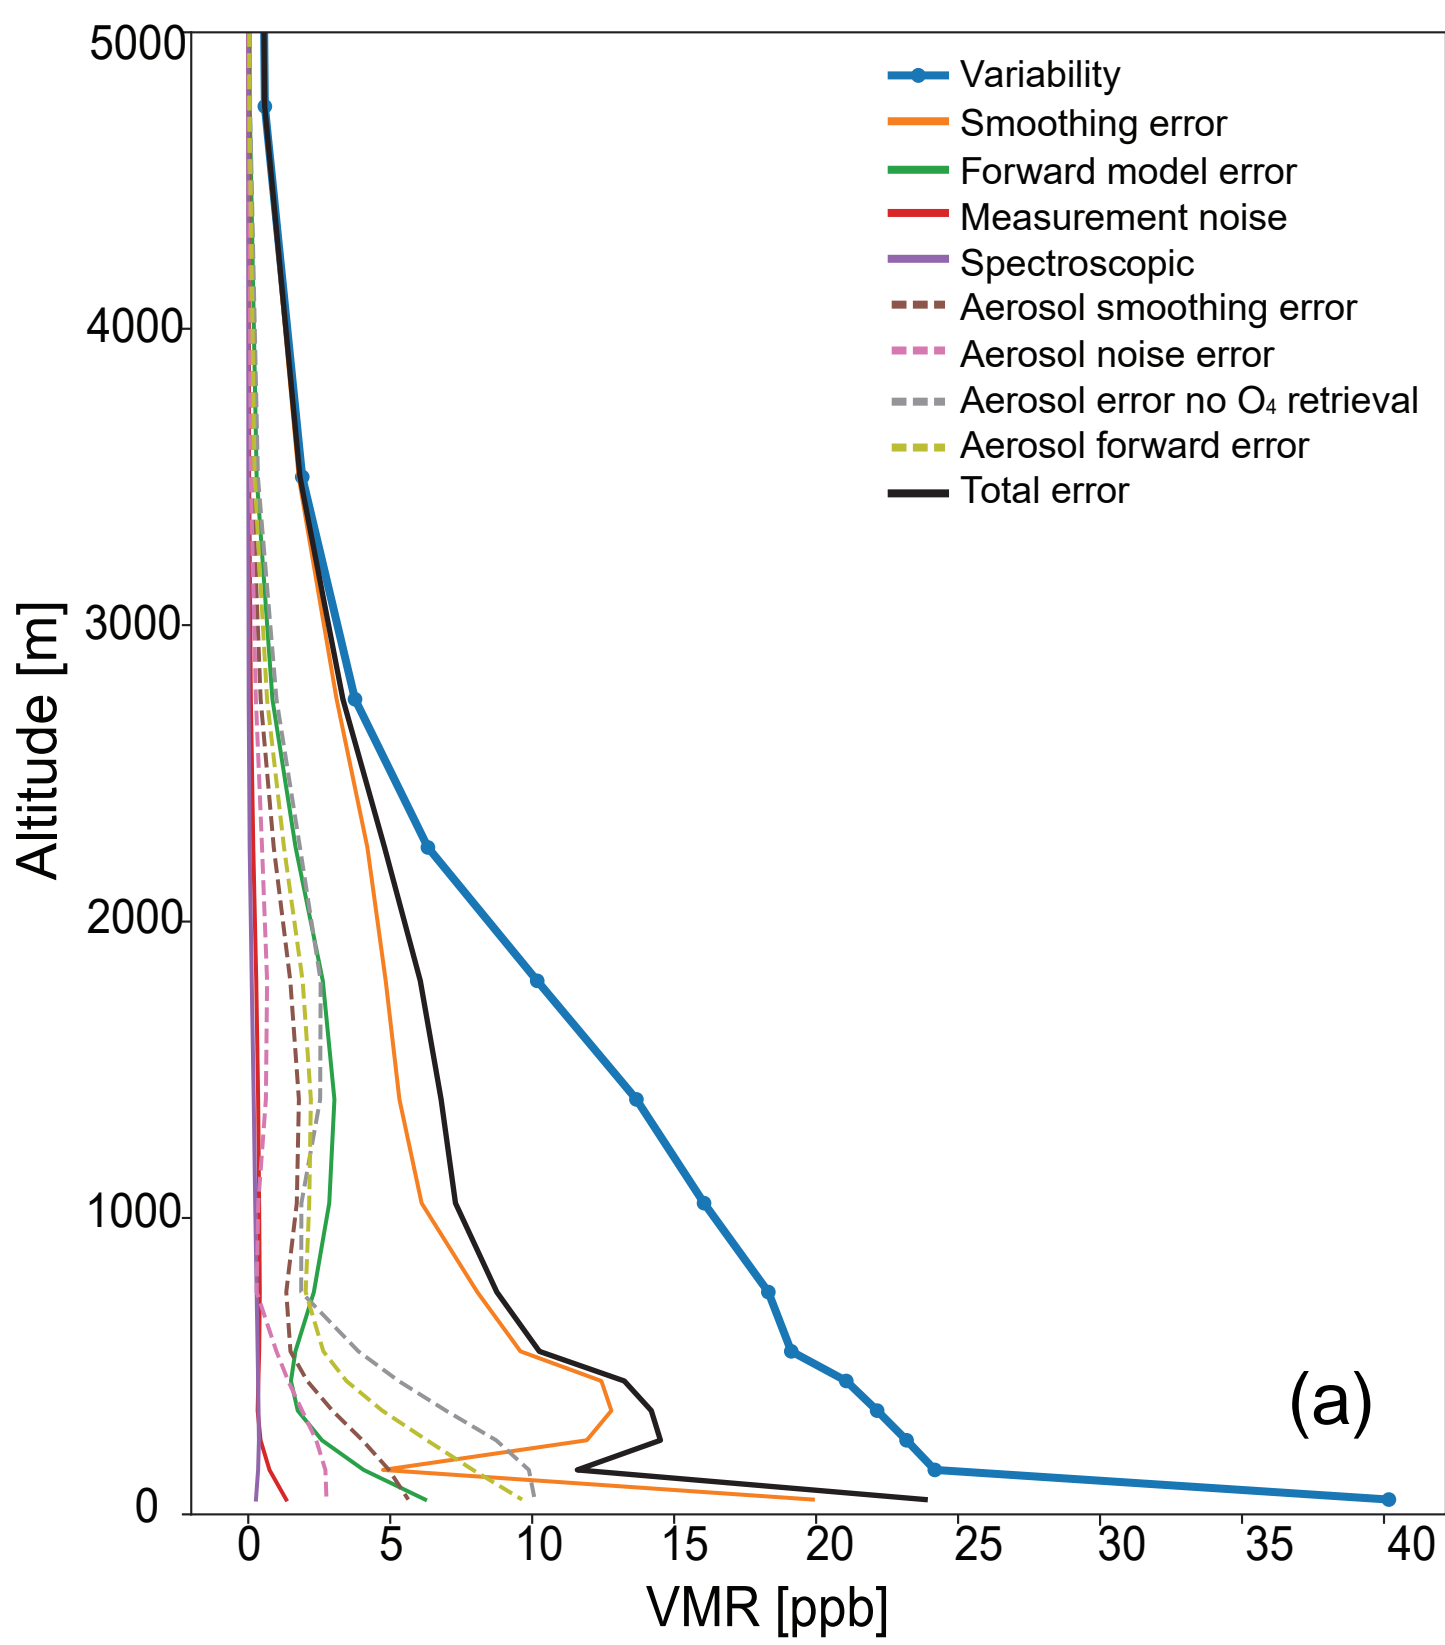 5000
4000
3000
2000
1000
0
Altitude [m]
Variability
Smoothing error
Forward model error
Measurement noise
Spectroscopic
Aerosol smoothing error
Aerosol noise error
Aerosol error no O₄ retrieval
Aerosol forward error
Total error
(a)
0 5 10 15 20 25 30 35 40
VMR [ppb]